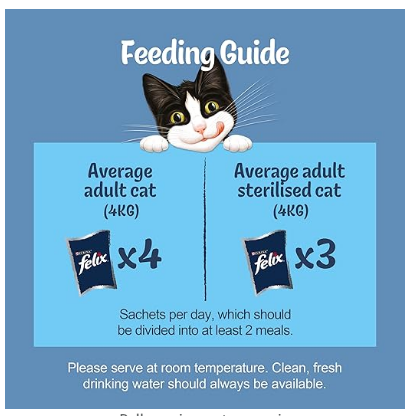 Feeding Guide
Average
adult cat
(4KG)
PURINA
felix
x4
Average adult
sterilised cat
(4KG)
PURINA
felix
x3
Sachets per day, which should
be divided into at least 2 meals.
Please serve at room temperature. Clean, fresh
drinking water should always be available.